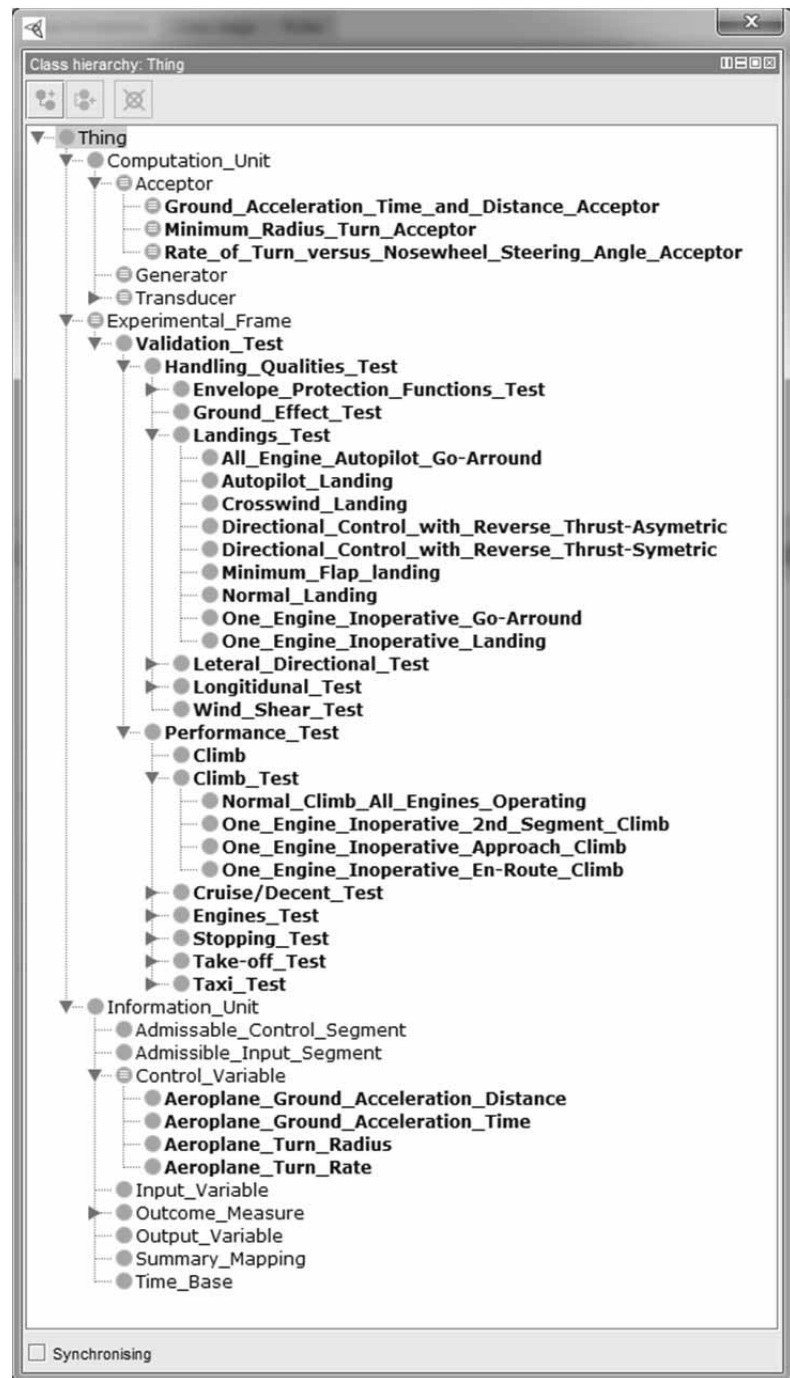 Class hierarchy: Thing
Thing
Computation_Unit
Acceptor
Ground_Acceleration_Time_and_Distance_Acceptor
Minimum_Radius_Turn_Acceptor
Rate_of_Turn_versus_Nosewheel_Steering_Angle_Acceptor
Generator
Transducer
Experimental_Frame
Validation_Test
Handling_Qualities_Test
Envelope_Protection_Functions_Test
Ground_Effect_Test
Landings_Test
All_Engine_Autopilot_Go-Arround
Autopilot_Landing
Crosswind_Landing
Directional_Control_with_Reverse_Thrust-Asymetric
Directional_Control_with_Reverse_Thrust-Symetric
Minimum_Flap_landing
Normal_Landing
One_Engine_Inoperative_Go-Arround
One_Engine_Inoperative_Landing
Leteral_Directional_Test
Longitidunal_Test
Wind_Shear_Test
Performance_Test
Climb
Climb_Test
Normal_Climb_All_Engines_Operating
One_Engine_Inoperative_2nd_Segment_Climb
One_Engine_Inoperative_Approach_Climb
One_Engine_Inoperative_En-Route_Climb
Cruise/Decent_Test
Engines_Test
Stopping_Test
Take-off_Test
Taxi_Test
Information_Unit
Admissable_Control_Segment
Admissible_Input_Segment
Control_Variable
Aeroplane_Ground_Acceleration_Distance
Aeroplane_Ground_Acceleration_Time
Aeroplane_Turn_Radius
Aeroplane_Turn_Rate
Input_Variable
Outcome_Measure
Output_Variable
Summary_Mapping
Time_Base
Synchronising